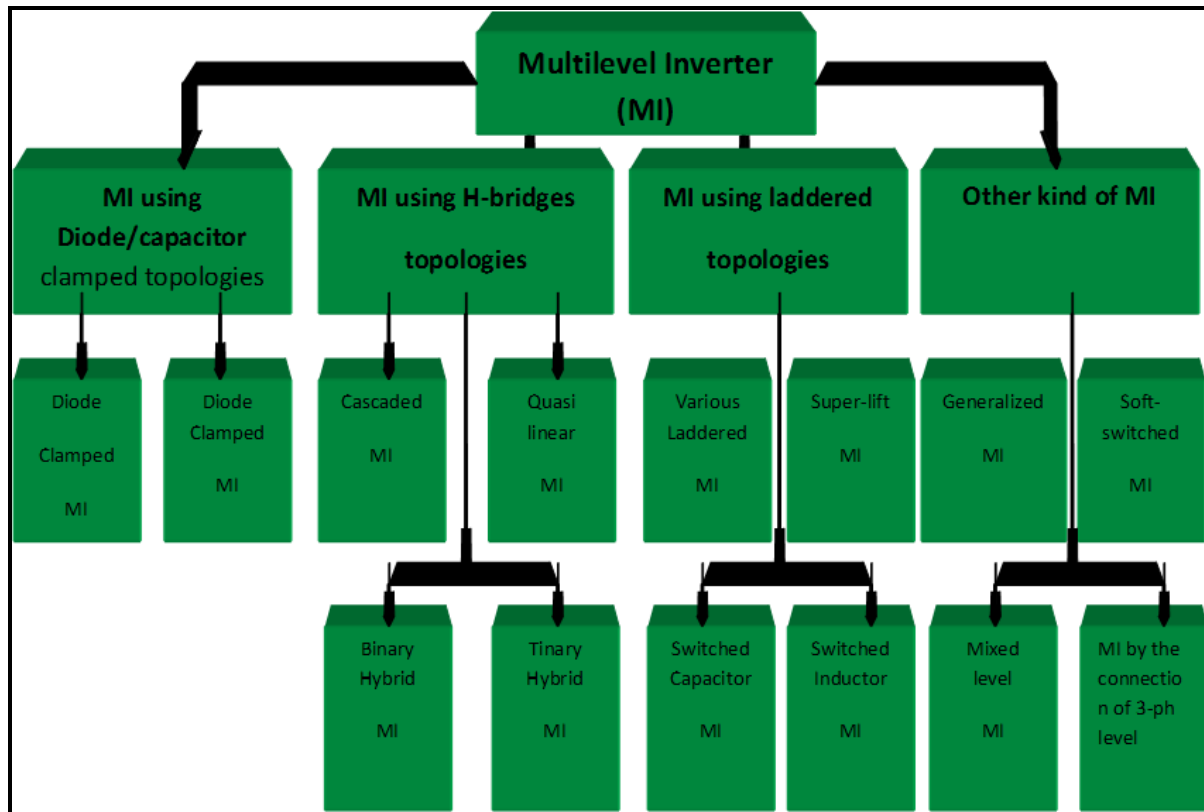 Multilevel Inverter
(MI)
MI using
Diode/capacitor
clamped topologies
MI using H-bridges
topologies
MI using laddered
topologies
Other kind of MI
Diode
Clamped
MI
Diode
Clamped
MI
Cascaded
MI
Quasi
linear
MI
Various
Laddered
MI
Super-lift
MI
Generalized
MI
Soft-
switched
MI
Binary
Hybrid
MI
Tinary
Hybrid
MI
Switched
Capacitor
MI
Switched
Inductor
MI
Mixed
level
MI
MI by the
connectio
n of 3-ph
level